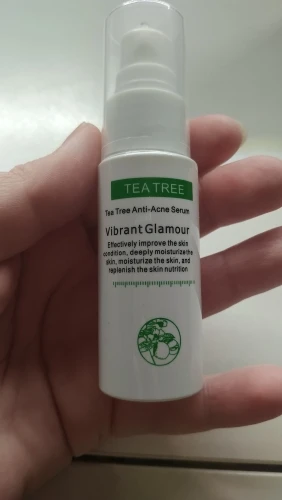 TEA TREE
Tea Tree Anti-Acne Serum
Vibrant Glamour
Effectively improve the skin
condition, deeply moisturize the
skin, moisturize the skin, and
replenish the skin nutrition